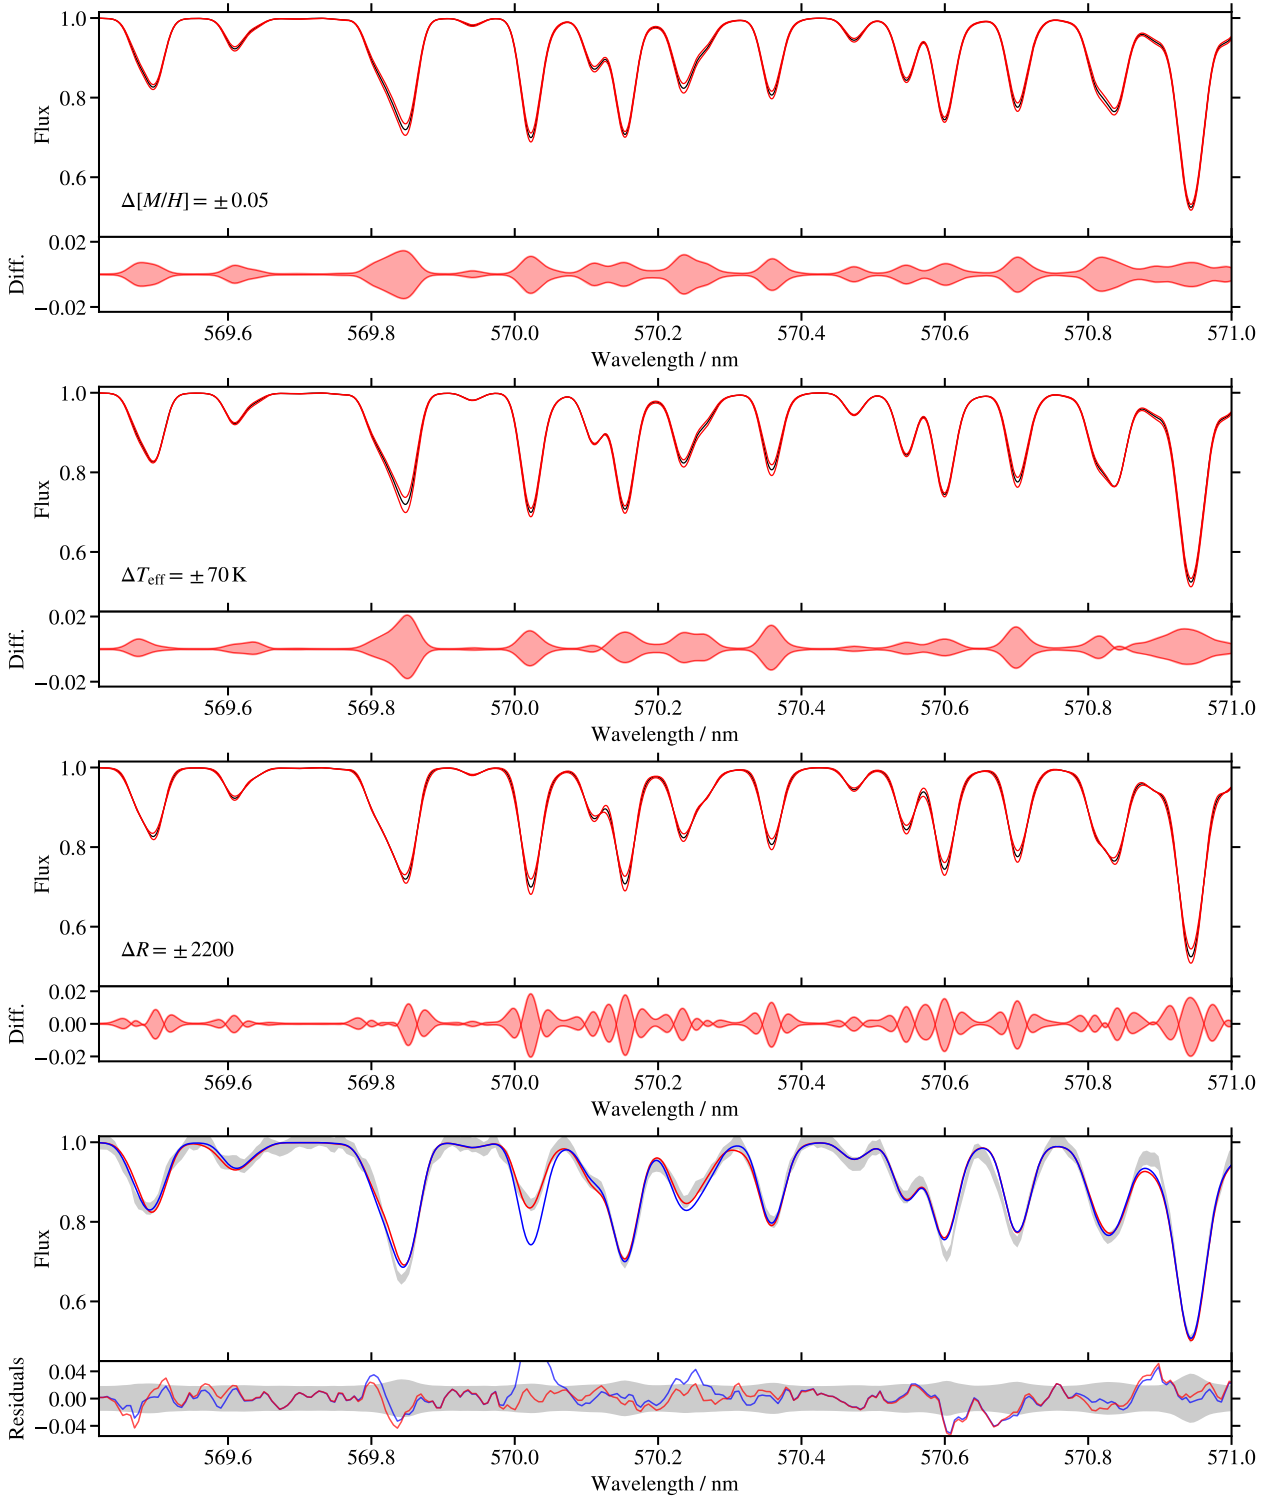 1.0
0.8
0.6
Flux
Δ[M/H] = ± 0.05
0.02
−0.02
Diff.
569.6 569.8 570.0 570.2 570.4 570.6 570.8 571.0
Wavelength / nm
1.0
0.8
0.6
Flux
ΔTeff = ± 70 K
0.02
−0.02
Diff.
569.6 569.8 570.0 570.2 570.4 570.6 570.8 571.0
Wavelength / nm
1.0
0.8
0.6
Flux
ΔR = ± 2200
0.02
0.00
−0.02
Diff.
569.6 569.8 570.0 570.2 570.4 570.6 570.8 571.0
Wavelength / nm
1.0
0.8
0.6
Flux
0.04
0.00
−0.04
Residuals
569.6 569.8 570.0 570.2 570.4 570.6 570.8 571.0
Wavelength / nm